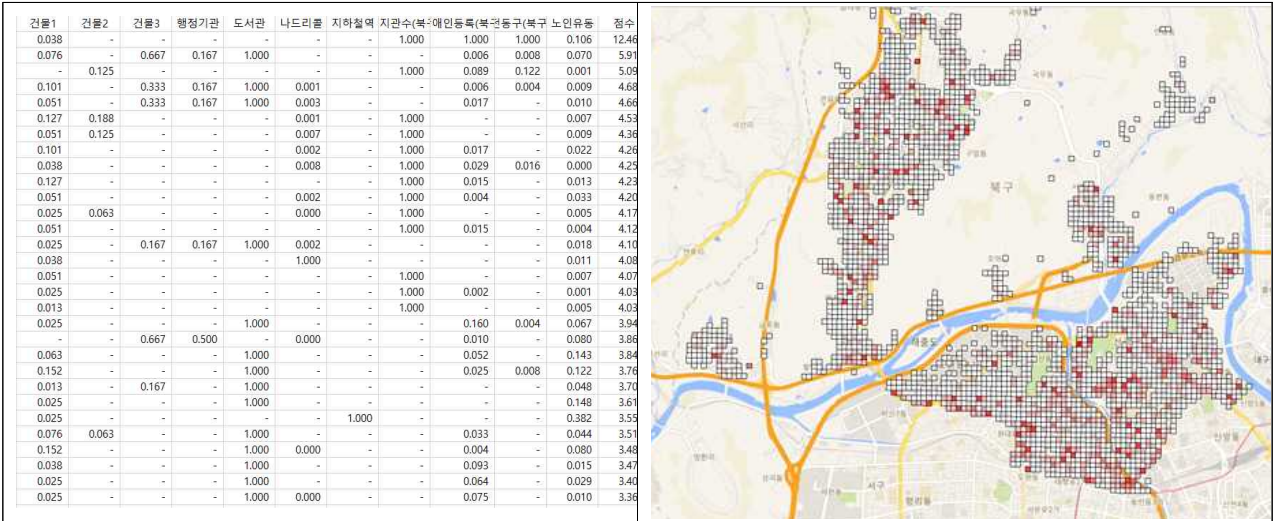 건물1 건물2 건물3 행정기관 도서관 나드리콜 지하철역 지관수(북 애인등록(북 전동구(북구 노인유동 점수
0.038 - - - - - - 1.000 1.000 1.000 0.106 12.46
0.076 - 0.667 0.167 1.000 - - - 0.006 0.008 0.070 5.91
- 0.125 - - - - - 1.000 0.089 0.122 0.001 5.09
0.101 - 0.333 0.167 1.000 0.001 - - 0.006 0.004 0.009 4.68
0.051 - 0.333 0.167 1.000 0.003 - - 0.017 - 0.010 4.66
0.127 0.188 - - - 0.001 - 1.000 - - 0.007 4.53
0.051 0.125 - - - 0.007 - 1.000 - - 0.009 4.36
0.101 - - - - 0.002 - 1.000 0.017 - 0.022 4.26
0.038 - - - - 0.008 - 1.000 0.029 0.016 0.000 4.25
0.127 - - - - - - 1.000 0.015 - 0.013 4.23
0.051 - - - - 0.002 - 1.000 0.004 - 0.033 4.20
0.025 0.063 - - - 0.000 - 1.000 - - 0.005 4.17
0.051 - - - - - - 1.000 0.015 - 0.004 4.12
0.025 - 0.167 0.167 1.000 0.002 - - - - 0.018 4.10
0.038 - - - - 1.000 - - - - 0.011 4.08
0.051 - - - - - - 1.000 - - 0.007 4.07
0.025 - - - - - - 1.000 0.002 - 0.001 4.03
0.013 - - - - - - 1.000 - - 0.005 4.03
0.025 - - - 1.000 - - - 0.160 0.004 0.067 3.94
- - 0.667 0.500 - 0.000 - - 0.010 - 0.080 3.86
0.063 - - - 1.000 - - - 0.052 - 0.143 3.84
0.152 - - - 1.000 - - - 0.025 0.008 0.122 3.76
0.013 - 0.167 - 1.000 - - - - - 0.048 3.70
0.025 - - - 1.000 - - - - - 0.148 3.61
0.025 - - - - - 1.000 - - - 0.382 3.55
0.076 0.063 - - 1.000 - - - 0.033 - 0.044 3.51
0.152 - - - 1.000 0.000 - - 0.004 - 0.080 3.48
0.038 - - - 1.000 - - - 0.093 - 0.015 3.47
0.025 - - - 1.000 - - - 0.064 - 0.029 3.40
0.025 - - - 1.000 0.000 - - 0.075 - 0.010 3.36
국우동
구암동
북구
동변동
서구
평리동